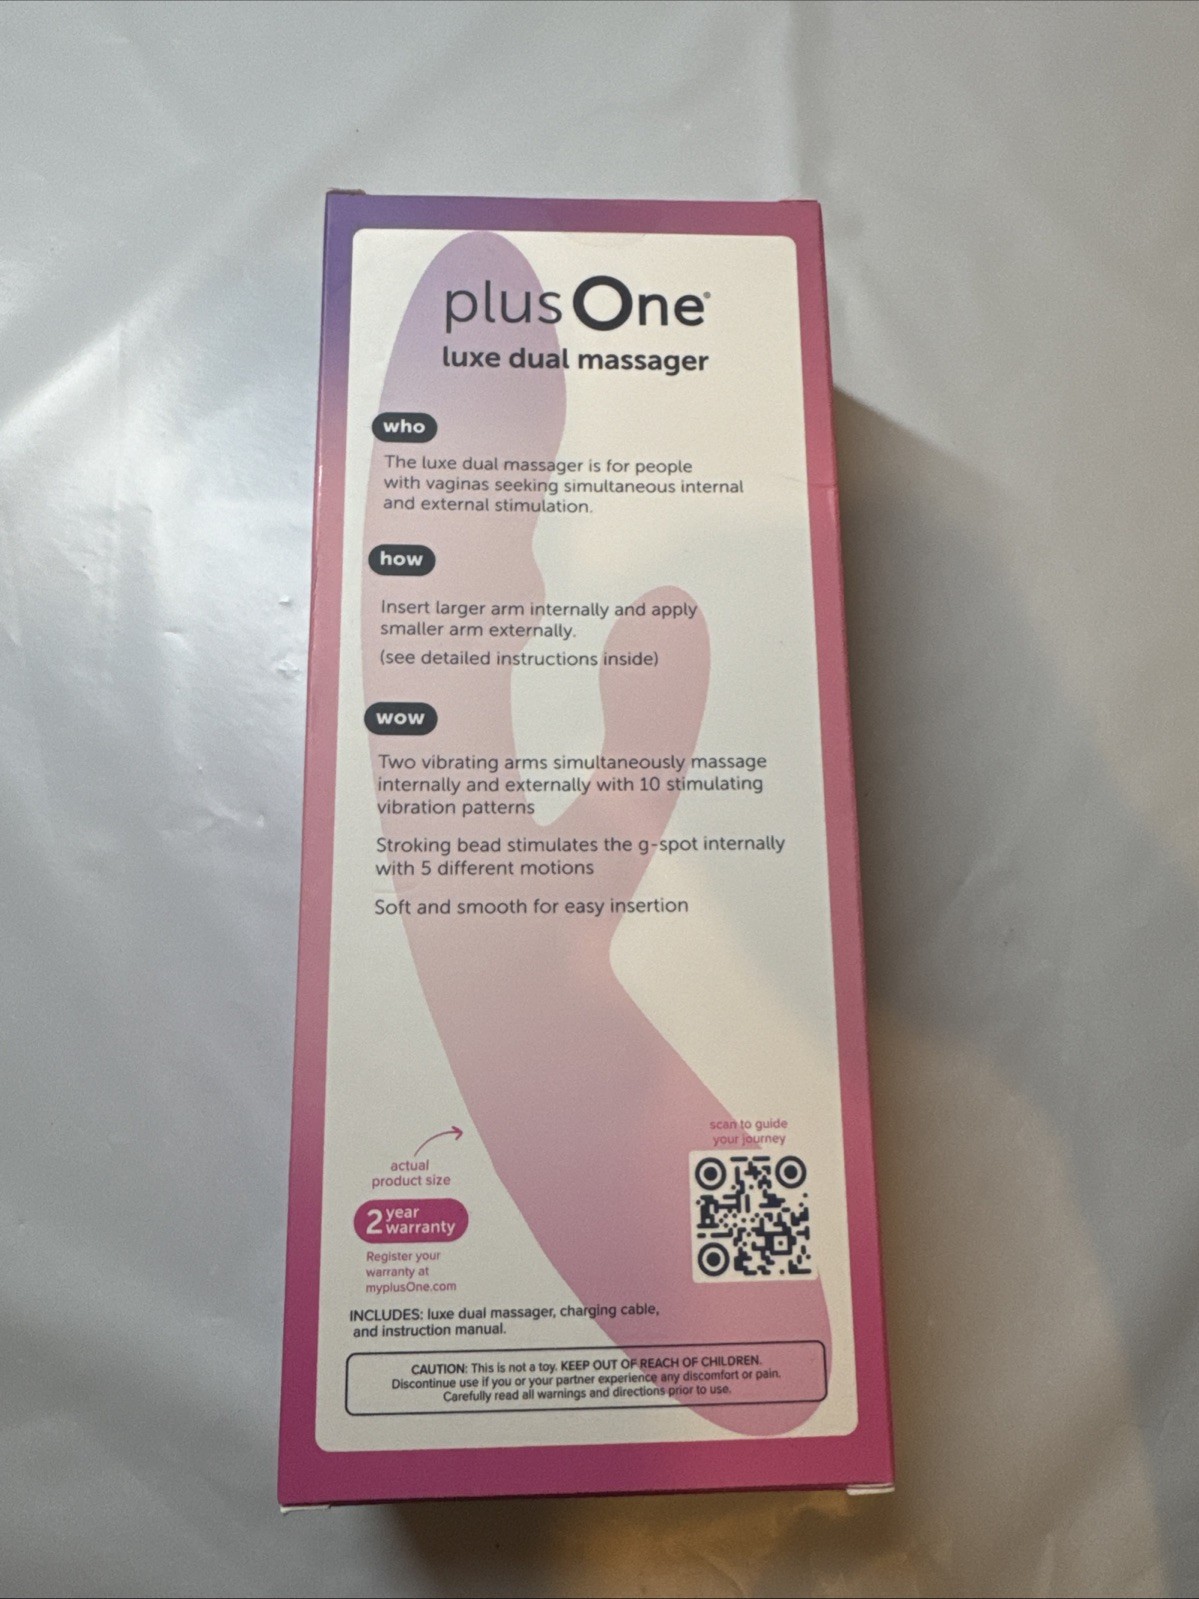 plusOne®
luxe dual massager
who
The luxe dual massager is for people
with vaginas seeking simultaneous internal
and external stimulation.
how
Insert larger arm internally and apply
smaller arm externally.
(see detailed instructions inside)
wow
Two vibrating arms simultaneously massage
internally and externally with 10 stimulating
vibration patterns
Stroking bead stimulates the g-spot internally
with 5 different motions
Soft and smooth for easy insertion
actual
product size
2 year
warranty
Register your
warranty at
myplusOne.com
scan to guide
your journey
INCLUDES: luxe dual massager, charging cable,
and instruction manual.
CAUTION: This is not a toy. KEEP OUT OF REACH OF CHILDREN.
Discontinue use if you or your partner experience any discomfort or pain.
Carefully read all warnings and directions prior to use.